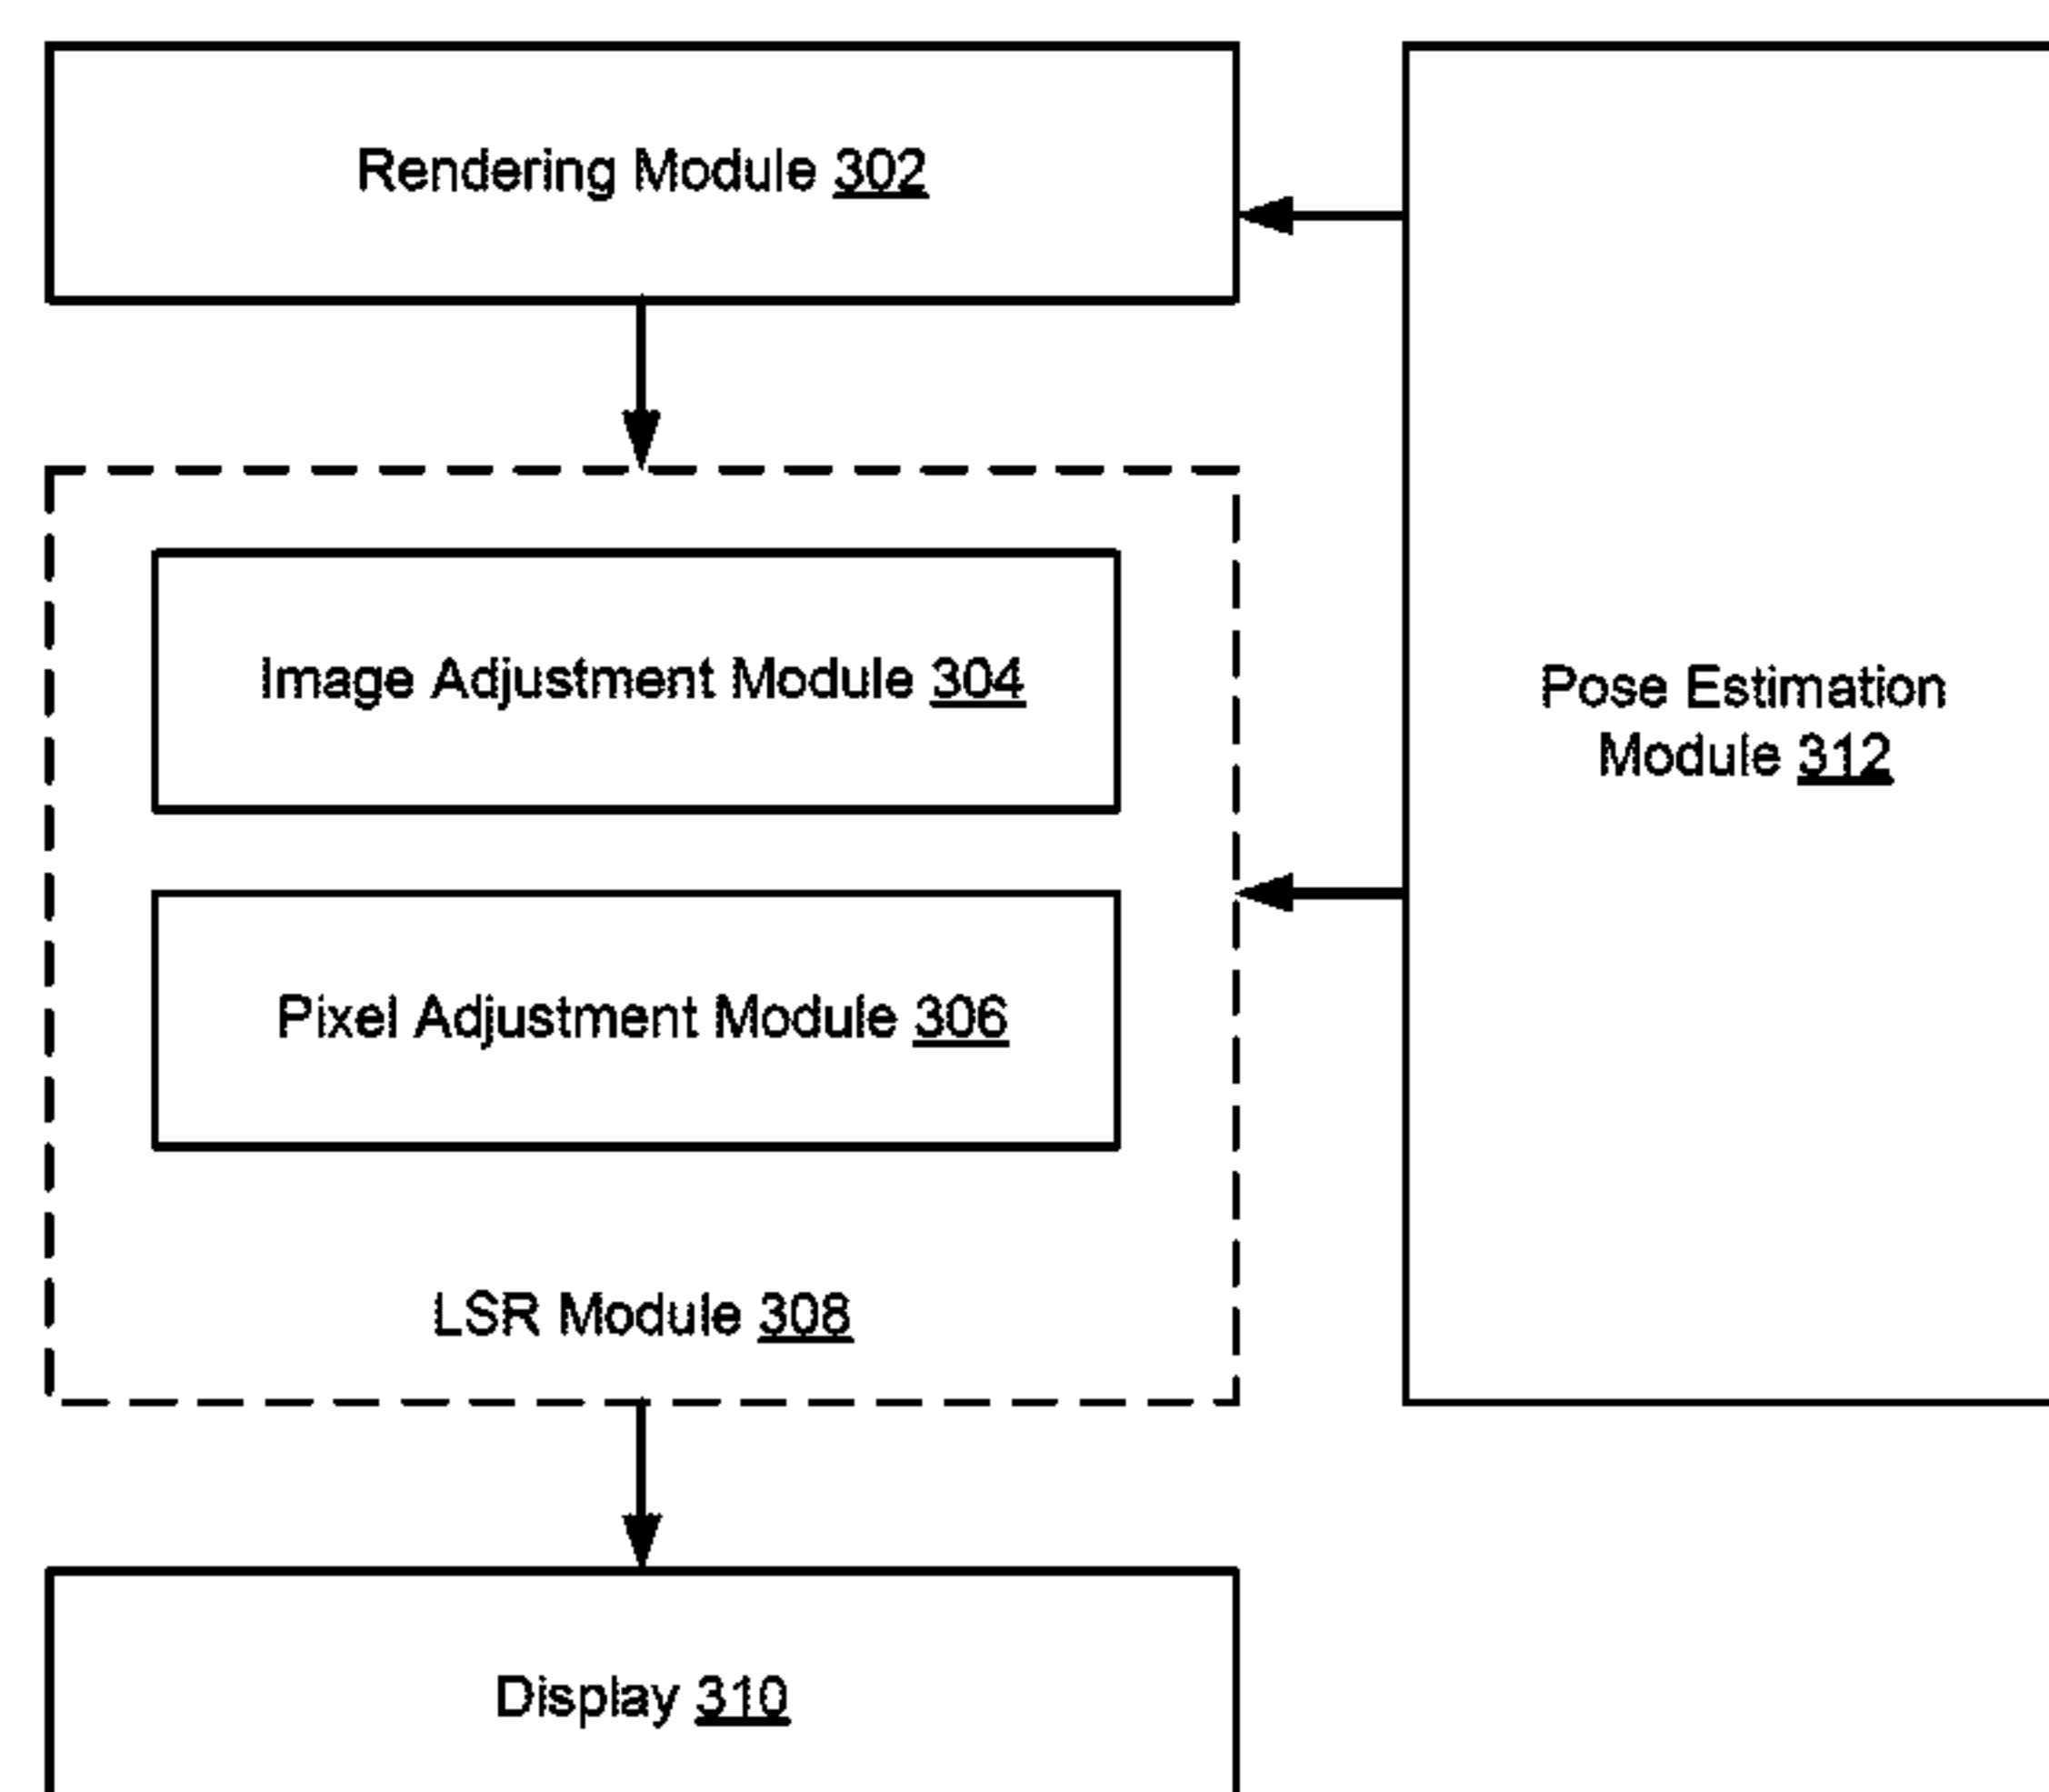 Rendering Module 302
Image Adjustment Module 304
Pose Estimation
Module 312
Pixel Adjustment Module 306
LSR Module 308
Display 310